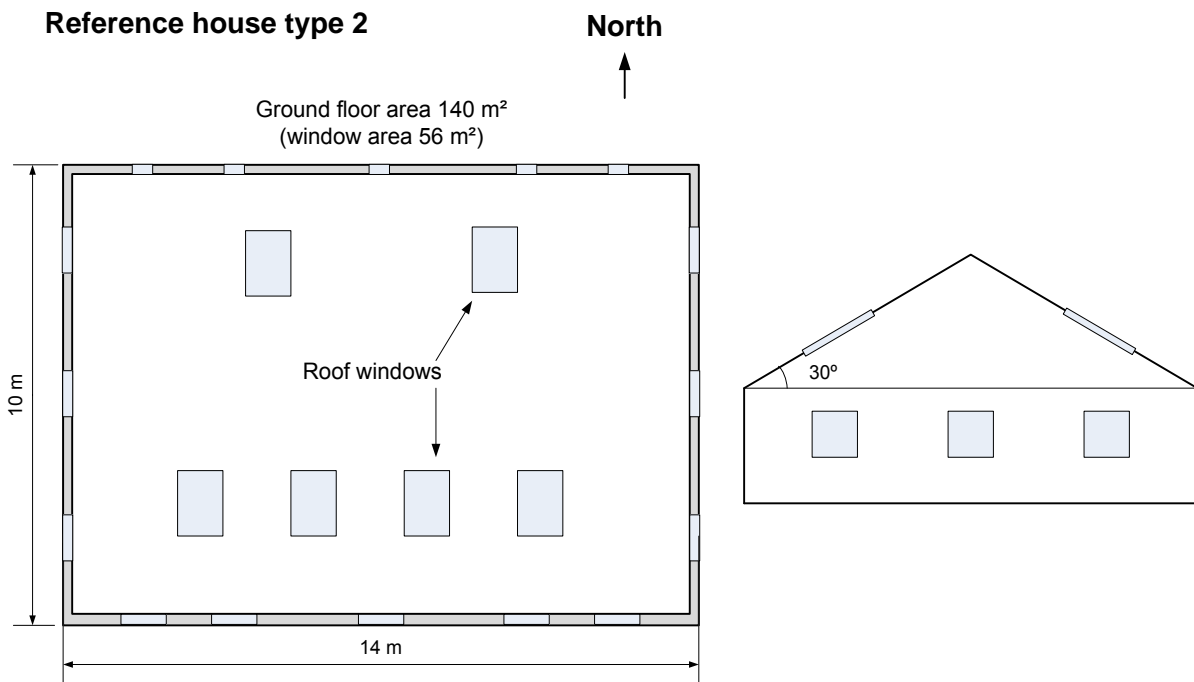 Reference house type 2
North
Ground floor area 140 m²
(window area 56 m²)
Roof windows
10 m
14 m
30º